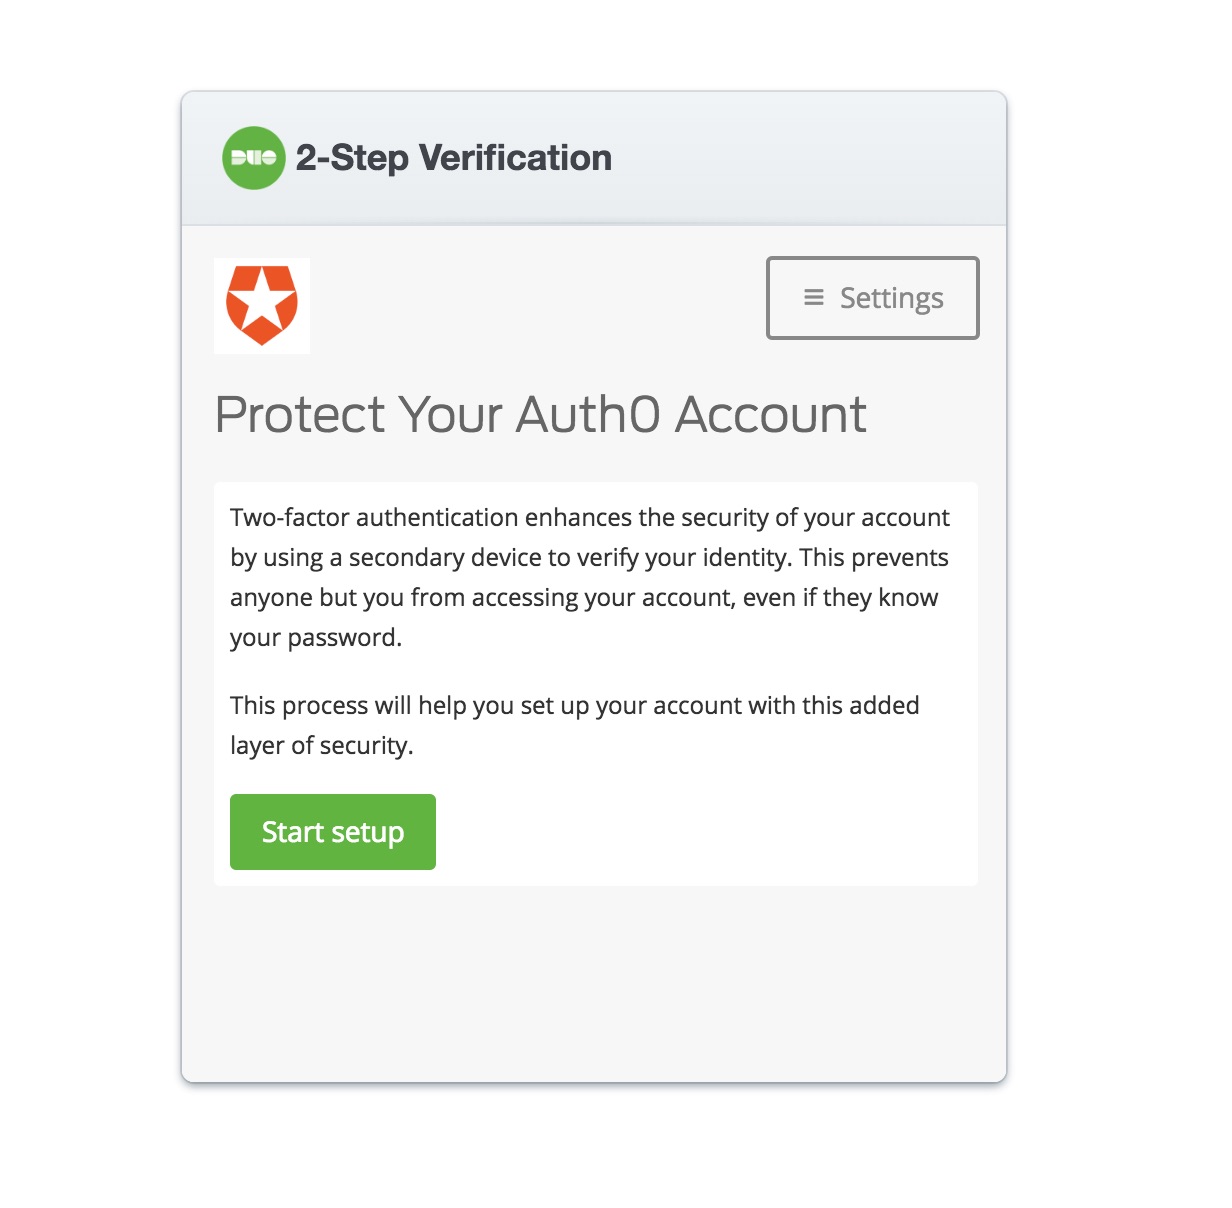 DUO 2-Step Verification
≡ Settings
Protect Your Auth0 Account
Two-factor authentication enhances the security of your account
by using a secondary device to verify your identity. This prevents
anyone but you from accessing your account, even if they know
your password.
This process will help you set up your account with this added
layer of security.
Start setup